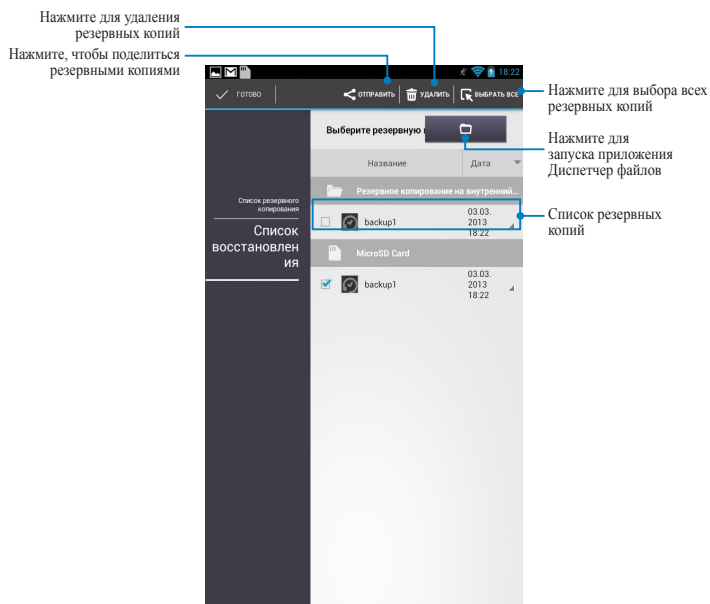 Нажмите для удаления
резервных копий
Нажмите, чтобы поделиться
резервными копиями
18:22
ГОТОВО
ОТПРАВИТЬ
УДАЛИТЬ
ВЫБРАТЬ ВСЕ
Нажмите для выбора всех
резервных копий
Выберите резервную
Нажмите для
запуска приложения
Диспетчер файлов
Название
Дата
Резервное копирование на внутренний...
Список резервного
копирования
Список
восстановлен
ия
backup1
03.03.
2013
18:22
Список резервных
копий
MicroSD Card
backup1
03.03.
2013
18:22